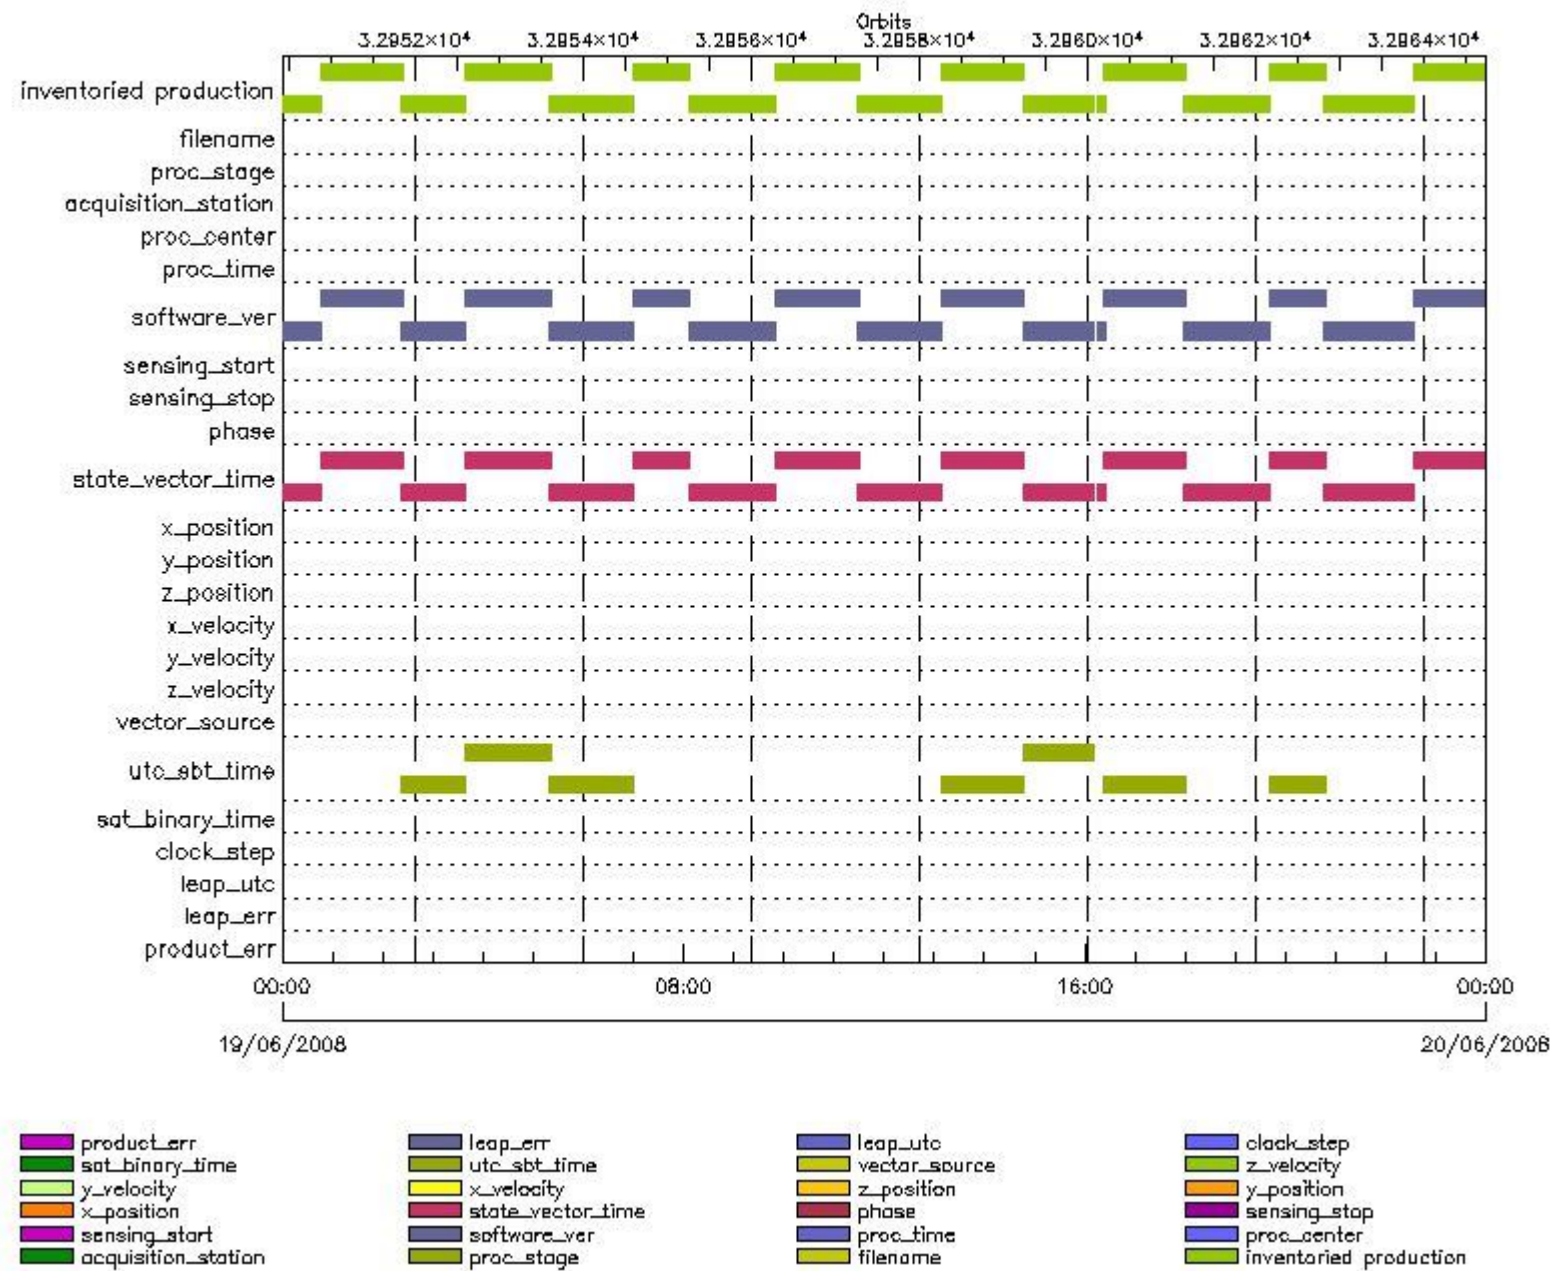 Orbits
3.2952×10⁴ 3.2954×10⁴ 3.2956×10⁴ 3.2958×10⁴ 3.2960×10⁴ 3.2962×10⁴ 3.2964×10⁴
inventoried production
filename
proc_stage
acquisition_station
proc_center
proc_time
software_ver
sensing_start
sensing_stop
phase
state_vector_time
x_position
y_position
z_position
x_velocity
y_velocity
z_velocity
vector_source
utc_sbt_time
sat_binary_time
clock_step
leap_utc
leap_err
product_err
00:00 08:00 16:00 00:00
19/06/2008 20/06/2008
product_err leap_err leap_utc clock_step
sat_binary_time utc_sbt_time vector_source z_velocity
y_velocity x_velocity z_position y_position
x_position state_vector_time phase sensing_stop
sensing_start software_ver proc_time proc_center
acquisition_station proc_stage filename inventoried production